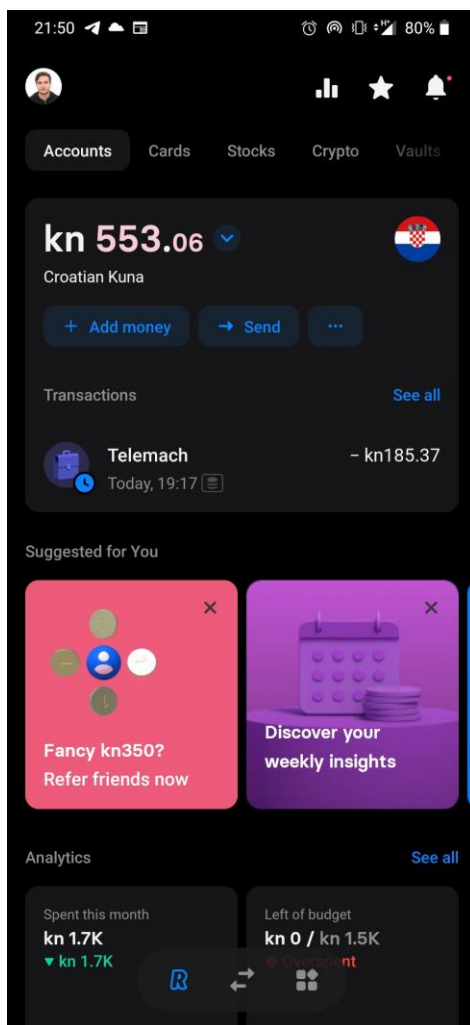 21:50
80%
Accounts Cards Stocks Crypto Vaults
kn 553.06
Croatian Kuna
+ Add money → Send ...
Transactions See all
Telemach - kn185.37
Today, 19:17
Suggested for You
Fancy kn350?
Refer friends now
Discover your
weekly insights
Analytics See all
Spent this month
kn 1.7K
▾ kn 1.7K
Left of budget
kn 0 / kn 1.5K
Overspent
R